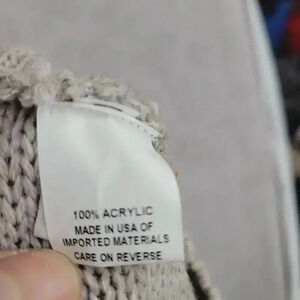 100% ACRYLIC
MADE IN USA OF
IMPORTED MATERIALS
CARE ON REVERSE